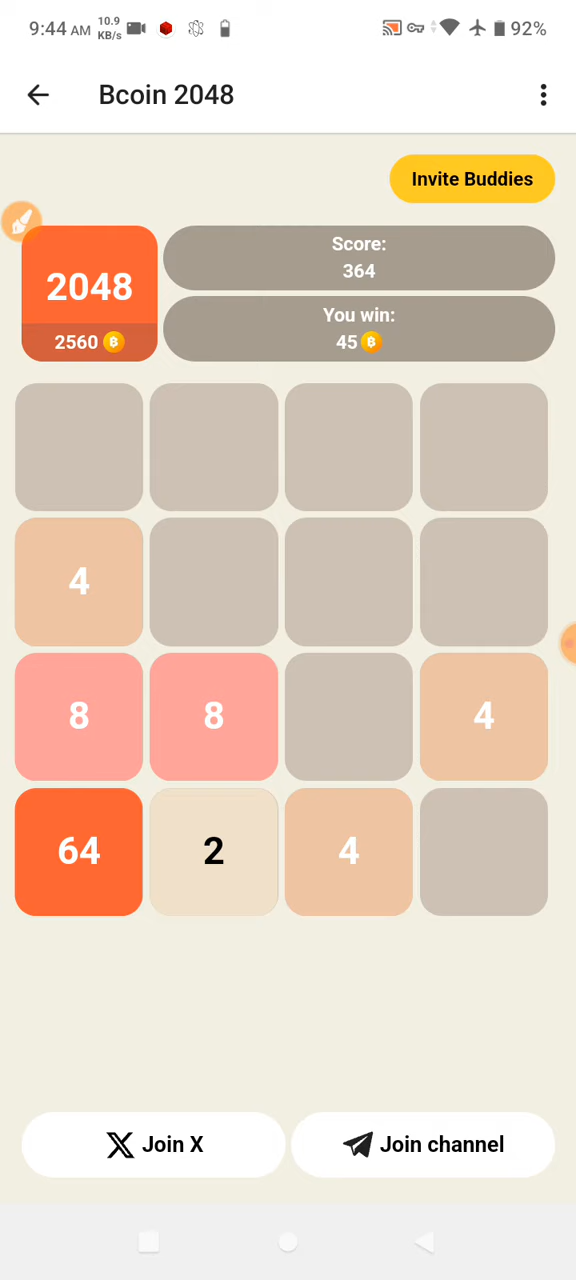 9:44 AM 10.9 KB/s 92%
Bcoin 2048
Invite Buddies
2048
2560
Score:
364
You win:
45
4
8 8 4
64 2 4
Join X Join channel